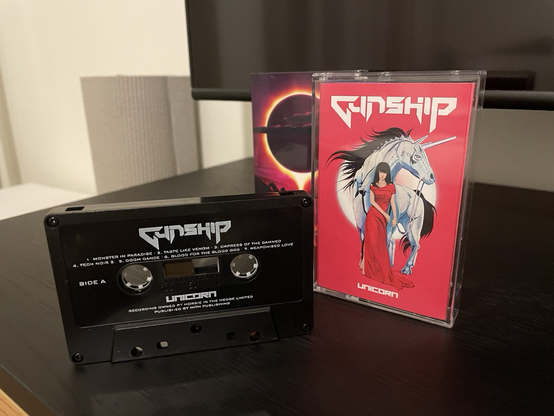 GUNSHIP
1. MONSTER IN PARADISE · 2. TASTE LIKE VENOM · 3. EMPRESS OF THE DAMNED
4. TECH NOIR 2 · 5. DOOM DANCE · 6. BLOOD FOR THE BLOOD GOD · 7. WEAPONISED LOVE
SIDE A
UNICORN
RECORDING OWNED BY HORSIE IN THE HEDGE LIMITED
PUBLISHED BY MTH PUBLISHING
GUNSHIP
UNICORN